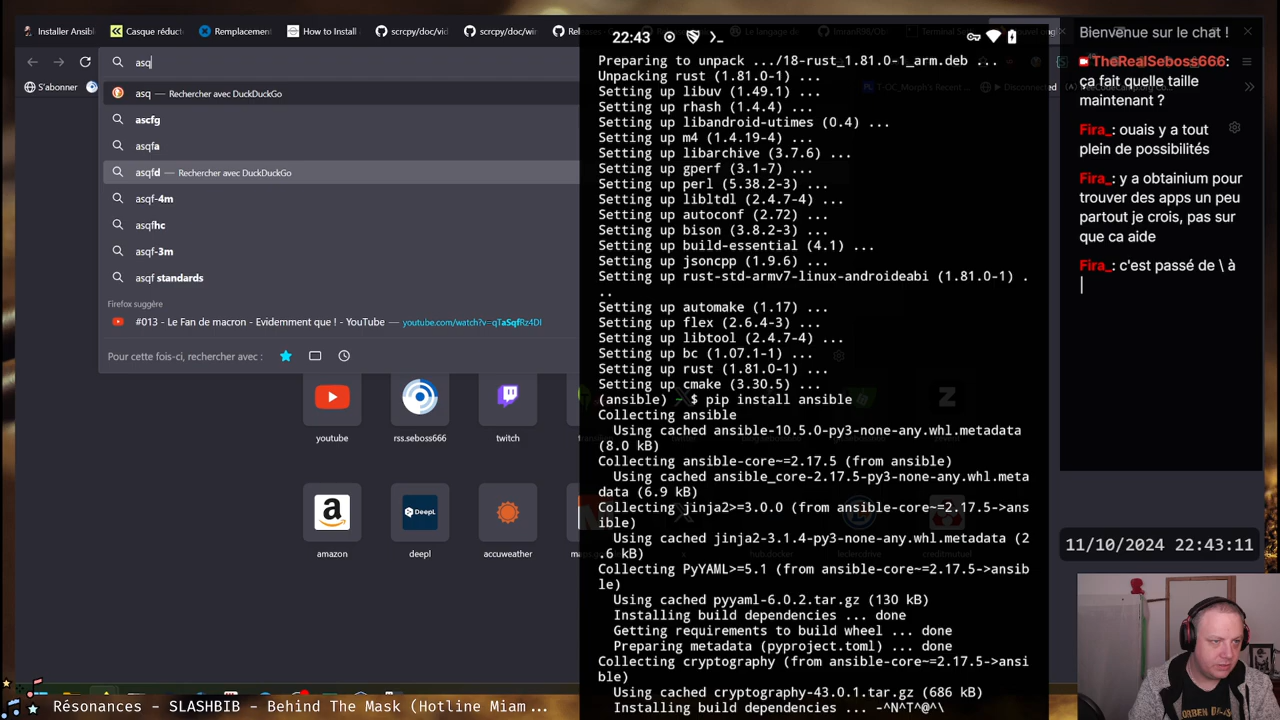 Installer Ansibl
Casque réduct
Remplacement
How to Install
scrcpy/doc/vid
scrcpy/doc/win
asq
S'abonner
asq — Rechercher avec DuckDuckGo
ascfg
asqfa
asqfd — Rechercher avec DuckDuckGo
asqf-4m
asqfhc
asqf-3m
asqf standards
Firefox suggère
#013 - Le Fan de macron - Evidemment que ! - YouTube — youtube.com/watch?v=qTaSqfRz4DI
Pour cette fois-ci, rechercher avec :
youtube
rss.seboss666
twitch
DeepL
amazon
deepl
accuweather
22:43
Preparing to unpack .../18-rust_1.81.0-1_arm.deb ...
Unpacking rust (1.81.0-1) ...
Setting up libuv (1.49.1) ...
Setting up rhash (1.4.4) ...
Setting up libandroid-utimes (0.4) ...
Setting up m4 (1.4.19-4) ...
Setting up libarchive (3.7.6) ...
Setting up gperf (3.1-7) ...
Setting up perl (5.38.2-3) ...
Setting up libltdl (2.4.7-4) ...
Setting up autoconf (2.72) ...
Setting up bison (3.8.2-3) ...
Setting up build-essential (4.1) ...
Setting up jsoncpp (1.9.6) ...
Setting up rust-std-armv7-linux-androideabi (1.81.0-1) .
..
Setting up automake (1.17) ...
Setting up flex (2.6.4-3) ...
Setting up libtool (2.4.7-4) ...
Setting up bc (1.07.1-1) ...
Setting up rust (1.81.0-1) ...
Setting up cmake (3.30.5) ...
(ansible) ~ $ pip install ansible
Collecting ansible
Using cached ansible-10.5.0-py3-none-any.whl.metadata
(8.0 kB)
Collecting ansible-core~=2.17.5 (from ansible)
Using cached ansible_core-2.17.5-py3-none-any.whl.meta
data (6.9 kB)
Collecting jinja2>=3.0.0 (from ansible-core~=2.17.5->ans
ible)
Using cached jinja2-3.1.4-py3-none-any.whl.metadata (2
.6 kB)
Collecting PyYAML>=5.1 (from ansible-core~=2.17.5->ansib
le)
Using cached pyyaml-6.0.2.tar.gz (130 kB)
Installing build dependencies ... done
Getting requirements to build wheel ... done
Preparing metadata (pyproject.toml) ... done
Collecting cryptography (from ansible-core~=2.17.5->ansi
ble)
Using cached cryptography-43.0.1.tar.gz (686 kB)
Installing build dependencies ... -^N^T^@^\
Bienvenue sur le chat !
TheRealSeboss666:
ça fait quelle taille
maintenant ?
Fira_: ouais y a tout
plein de possibilités
Fira_: y a obtainium pour
trouver des apps un peu
partout je crois, pas sur
que ca aide
Fira_: c'est passé de \ à
|
11/10/2024 22:43:11
Résonances - SLASHBIB - Behind The Mask (Hotline Miam ...